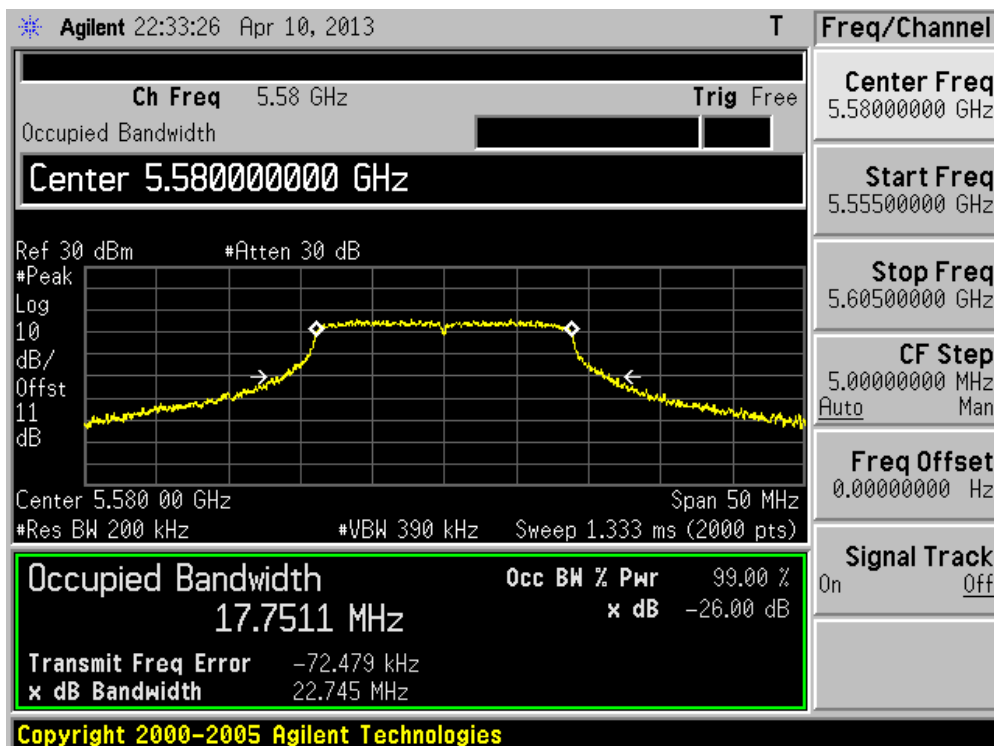 Agilent 22:33:26 Apr 10, 2013 T
Ch Freq 5.58 GHz Trig Free
Occupied Bandwidth
Center 5.580000000 GHz
Ref 30 dBm #Atten 30 dB
#Peak
Log
10
dB/
Offst
11
dB
Center 5.580 00 GHz Span 50 MHz
#Res BW 200 kHz #VBW 390 kHz Sweep 1.333 ms (2000 pts)
Occupied Bandwidth
17.7511 MHz
Occ BW % Pwr 99.00 %
x dB -26.00 dB
Transmit Freq Error -72.479 kHz
x dB Bandwidth 22.745 MHz
Copyright 2000-2005 Agilent Technologies
Freq/Channel
Center Freq
5.58000000 GHz
Start Freq
5.55500000 GHz
Stop Freq
5.60500000 GHz
CF Step
5.00000000 MHz
Auto Man
Freq Offset
0.00000000 Hz
Signal Track
On Off